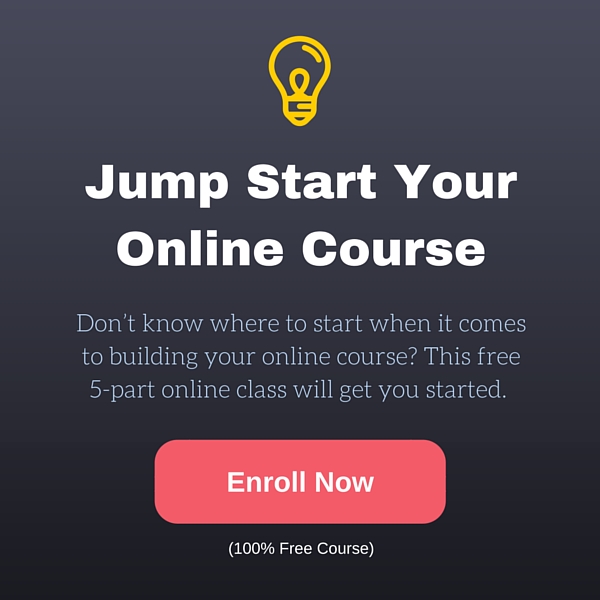 Jump Start Your
Online Course
Don’t know where to start when it comes
to building your online course? This free
5-part online class will get you started.
Enroll Now
(100% Free Course)